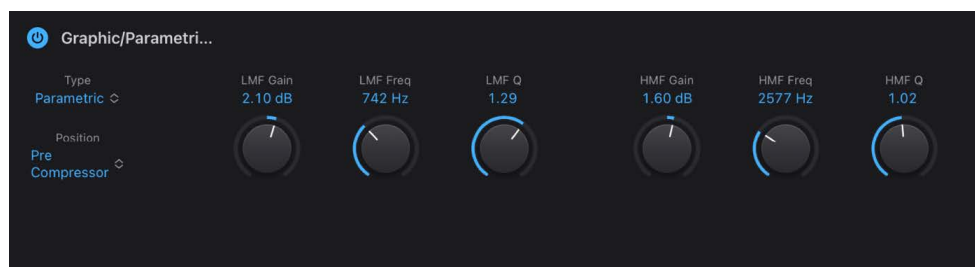 Graphic/Parametri...
Type
Parametric
Position
Pre
Compressor
LMF Gain
2.10 dB
LMF Freq
742 Hz
LMF Q
1.29
HMF Gain
1.60 dB
HMF Freq
2577 Hz
HMF Q
1.02